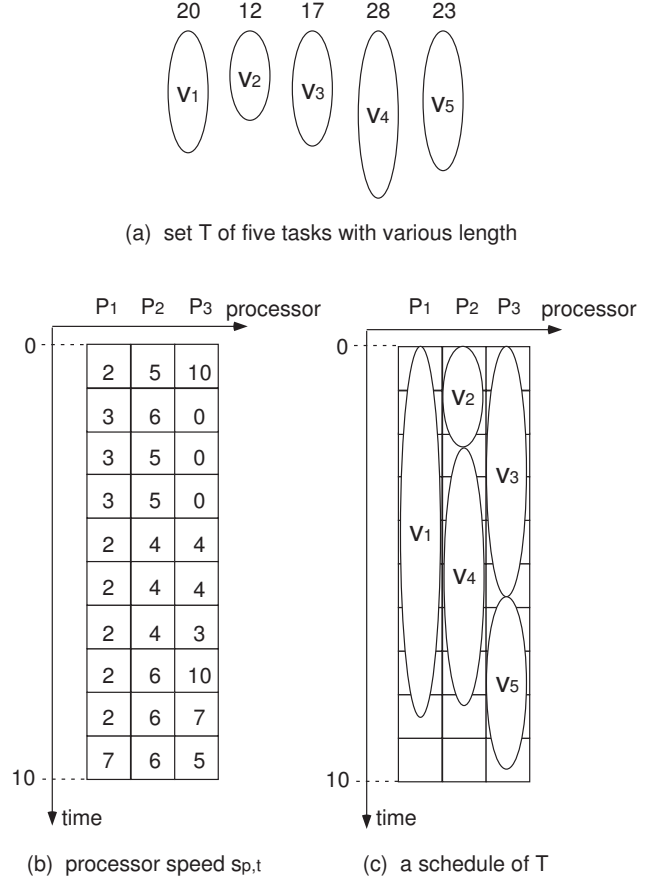 20 12 17 28 23
V1 V2 V3 V4 V5
(a) set T of five tasks with various length
P1 P2 P3 processor
0
2 5 10
3 6 0
3 5 0
3 5 0
2 4 4
2 4 4
2 4 3
2 6 10
2 6 7
7 6 5
10
time
(b) processor speed sp,t
P1 P2 P3 processor
0
V2
V3
V1
V4
V5
10
time
(c) a schedule of T